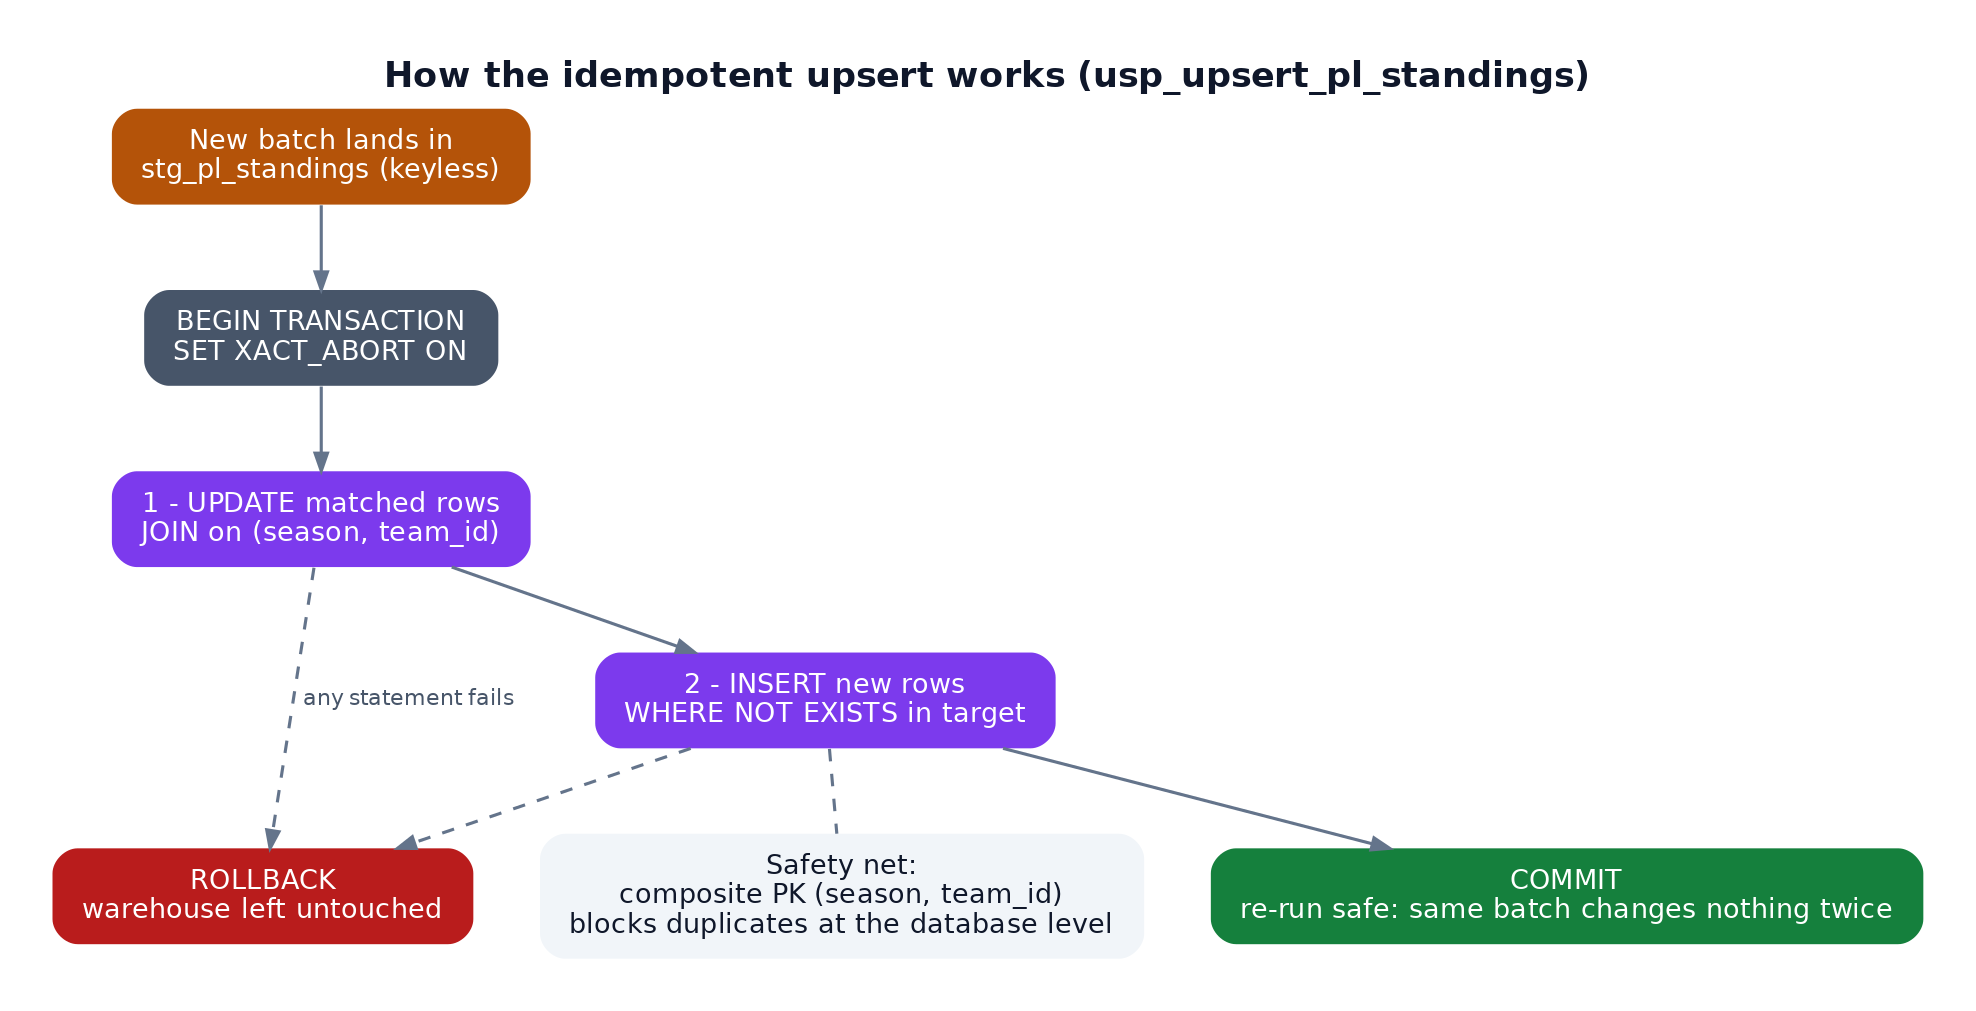 How the idempotent upsert works (usp_upsert_pl_standings)
New batch lands in
stg_pl_standings (keyless)
BEGIN TRANSACTION
SET XACT_ABORT ON
1 - UPDATE matched rows
JOIN on (season, team_id)
any statement fails
2 - INSERT new rows
WHERE NOT EXISTS in target
ROLLBACK
warehouse left untouched
Safety net:
composite PK (season, team_id)
blocks duplicates at the database level
COMMIT
re-run safe: same batch changes nothing twice